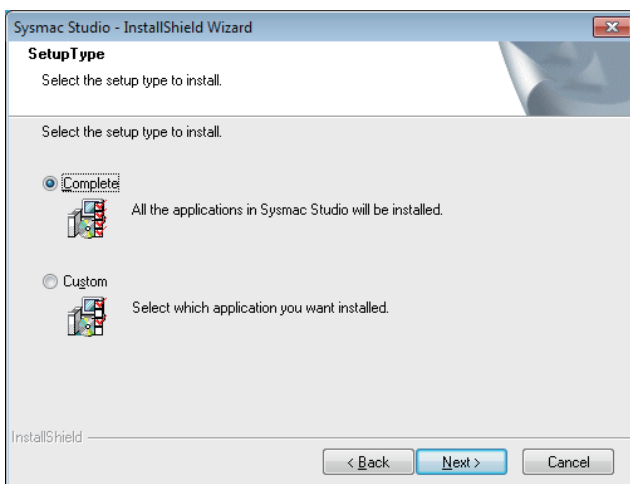 Sysmac Studio - InstallShield Wizard
SetupType
Select the setup type to install.
Select the setup type to install.
Complete
All the applications in Sysmac Studio will be installed.
Custom
Select which application you want installed.
InstallShield
< Back
Next >
Cancel